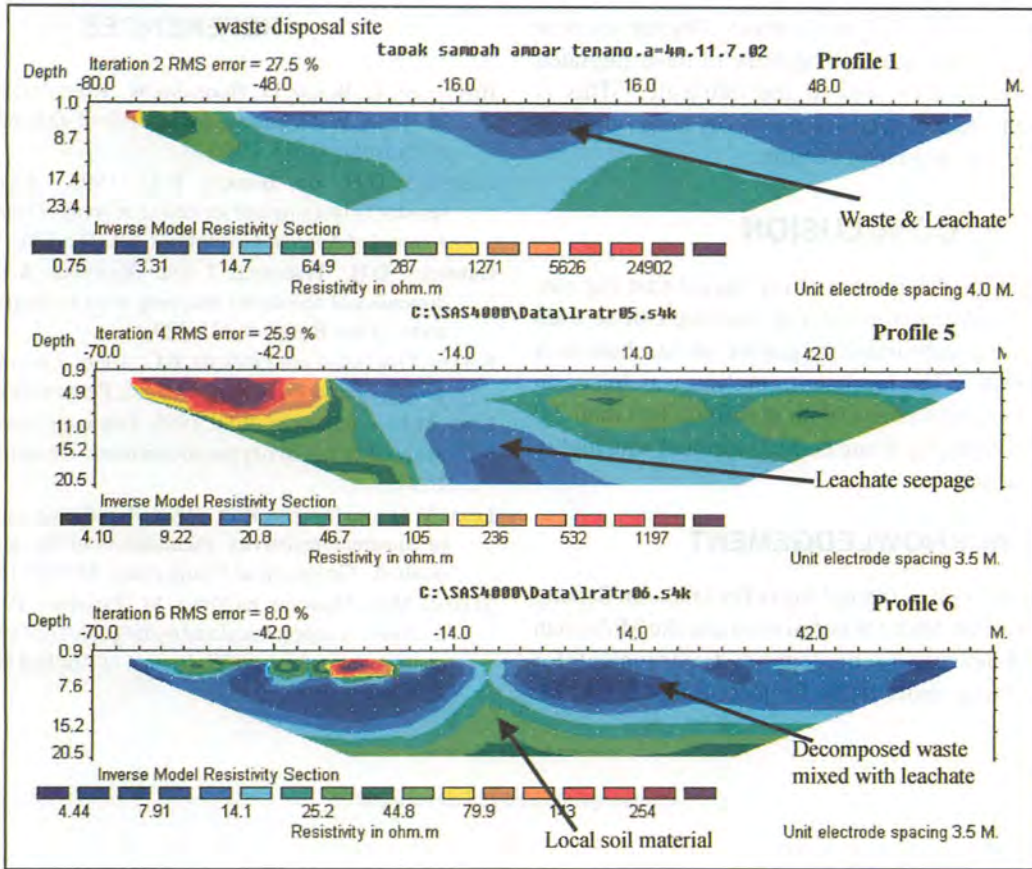 waste disposal site
tapak sampah ampar tenang.a=4m.11.7.02
Profile 1
Depth Iteration 2 RMS error = 27.5 %
-80.0 -48.0 -16.0 16.0 48.0 M.
1.0
8.7
17.4
23.4
Waste & Leachate
Inverse Model Resistivity Section
0.75 3.31 14.7 64.9 287 1271 5626 24902
Resistivity in ohm.m
Unit electrode spacing 4.0 M.
C:\SAS4000\Data\lratr05.s4k
Profile 5
Depth Iteration 4 RMS error = 25.9 %
-70.0 -42.0 -14.0 14.0 42.0 M.
0.9
4.9
11.0
15.2
20.5
Leachate seepage
Inverse Model Resistivity Section
4.10 9.22 20.8 46.7 105 236 532 1197
Resistivity in ohm.m
Unit electrode spacing 3.5 M.
C:\SAS4000\Data\lratr06.s4k
Profile 6
Depth Iteration 6 RMS error = 8.0 %
-70.0 -42.0 -14.0 14.0 42.0 M.
0.9
7.6
15.2
20.5
Decomposed waste
mixed with leachate
Inverse Model Resistivity Section
4.44 7.91 14.1 25.2 44.8 79.9 143 254
Resistivity in ohm.m
Local soil material
Unit electrode spacing 3.5 M.